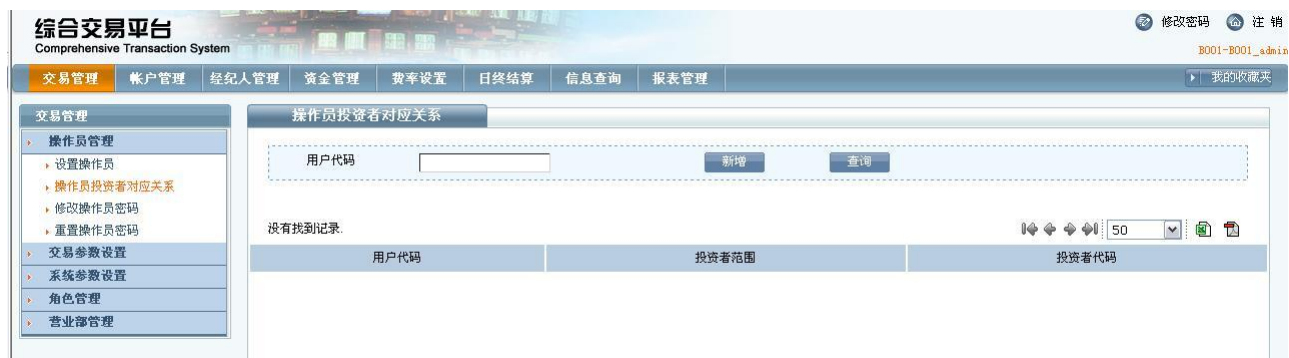 综合交易平台
Comprehensive Transaction System
修改密码 注 销
B001-B001_admin
交易管理 帐户管理 经纪人管理 资金管理 费率设置 日终结算 信息查询 报表管理 我的收藏夹
交易管理
操作员管理
设置操作员
操作员投资者对应关系
修改操作员密码
重置操作员密码
交易参数设置
系统参数设置
角色管理
营业部管理
操作员投资者对应关系
用户代码 新增 查询
没有找到记录. 50
用户代码 投资者范围 投资者代码